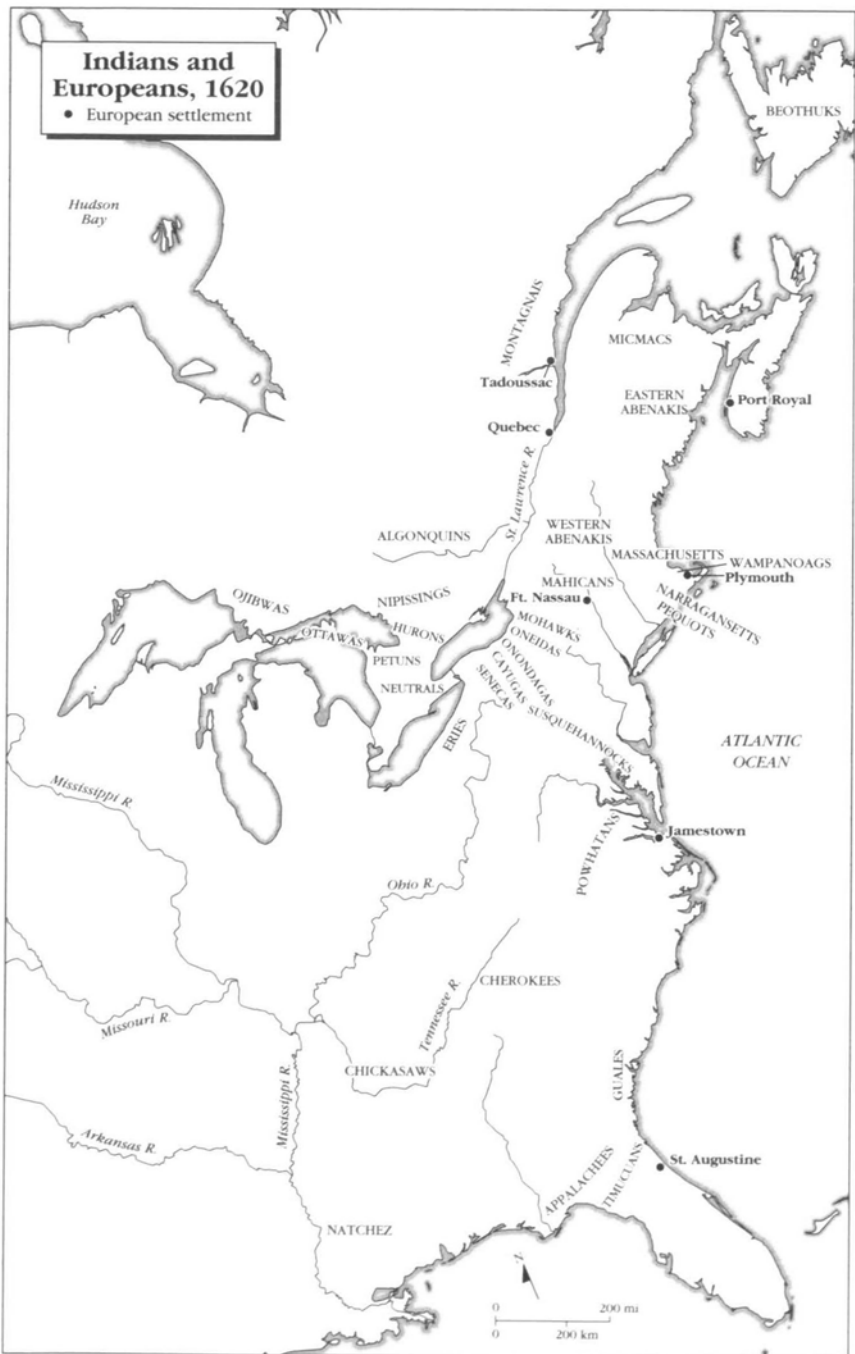 Indians and
Europeans, 1620
• European settlement
BEOTHUKS
Hudson
Bay
MONTAGNAIS
MICMACS
Tadoussac
EASTERN
ABENAKIS
Port Royal
Quebec
St. Lawrence R.
ALGONQUINS
WESTERN
ABENAKIS
MASSACHUSETTS
WAMPANOAGS
Plymouth
MAHICANS
Ft. Nassau
NARRAGANSETTS
PEQUOTS
OJIBWAS
NIPISSINGS
OTTAWAS
HURONS
PETUNS
NEUTRALS
MOHAWKS
ONEIDAS
ONONDAGAS
CAYUGAS
SENECAS
SUSQUEHANNOCKS
ERIES
ATLANTIC
OCEAN
Mississippi R.
Jamestown
POWHATANS
Ohio R.
CHEROKEES
Tennessee R.
Missouri R.
CHICKASAWS
Mississippi R.
GUALES
Arkansas R.
St. Augustine
APPALACHEES
TIMUCUANS
NATCHEZ
N
0 200 mi
0 200 km